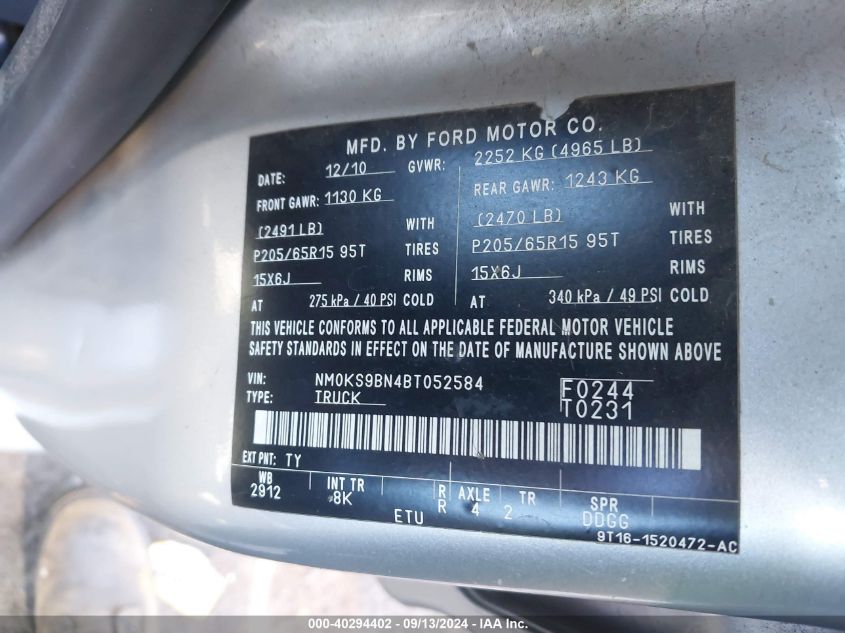 MFD. BY FORD MOTOR CO.
DATE: 12/10 GVWR: 2252 KG (4965 LB)
FRONT GAWR: 1130 KG REAR GAWR: 1243 KG
(2491 LB) WITH (2470 LB) WITH
P205/65R15 95T TIRES P205/65R15 95T TIRES
15X6J RIMS 15X6J RIMS
AT 275 kPa / 40 PSI COLD AT 340 kPa / 49 PSI COLD
THIS VEHICLE CONFORMS TO ALL APPLICABLE FEDERAL MOTOR VEHICLE
SAFETY STANDARDS IN EFFECT ON THE DATE OF MANUFACTURE SHOWN ABOVE
VIN: NM0KS9BN4BT052584 F0244
TYPE: TRUCK T0231
EXT PNT: TY
WB INT TR R AXLE TR SPR
2912 8K R 4 2 DDGG
ETU 9T16-1520472-AC
000-40294402 - 09/13/2024 - IAA Inc.